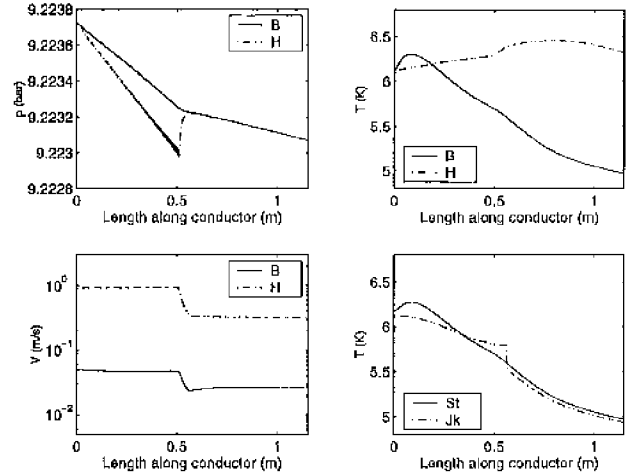 9.2238
9.2236
9.2234
9.2232
9.223
9.2228
p (bar)
B
H
0
0.5
1
Length along conductor (m)
6.5
6
5.5
5
T (K)
B
H
0
0.5
1
Length along conductor (m)
10⁰
10⁻¹
10⁻²
V (m/s)
B
H
0
0.5
1
Length along conductor (m)
6.5
6
5.5
5
T (K)
St
Jk
0
0.5
1
Length along conductor (m)